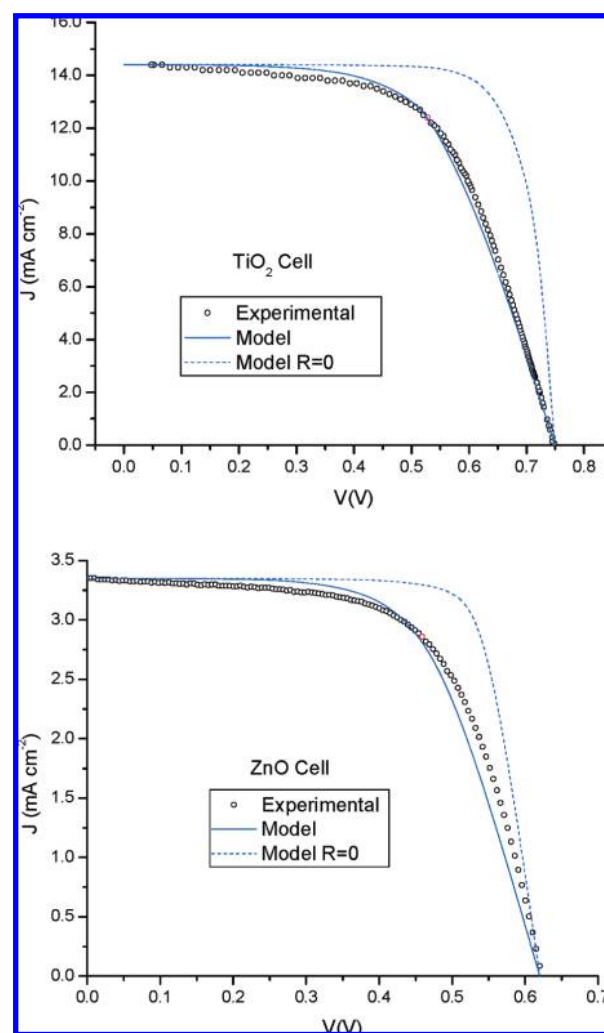 16.0
14.0
12.0
10.0
8.0
6.0
4.0
2.0
0.0
J (mA cm-2)
TiO2 Cell
Experimental
Model
Model R=0
0.0 0.1 0.2 0.3 0.4 0.5 0.6 0.7 0.8
V(V)
3.5
3.0
2.5
2.0
1.5
1.0
0.5
0.0
J (mA cm-2)
ZnO Cell
Experimental
Model
Model R=0
0.0 0.1 0.2 0.3 0.4 0.5 0.6 0.7
V(V)